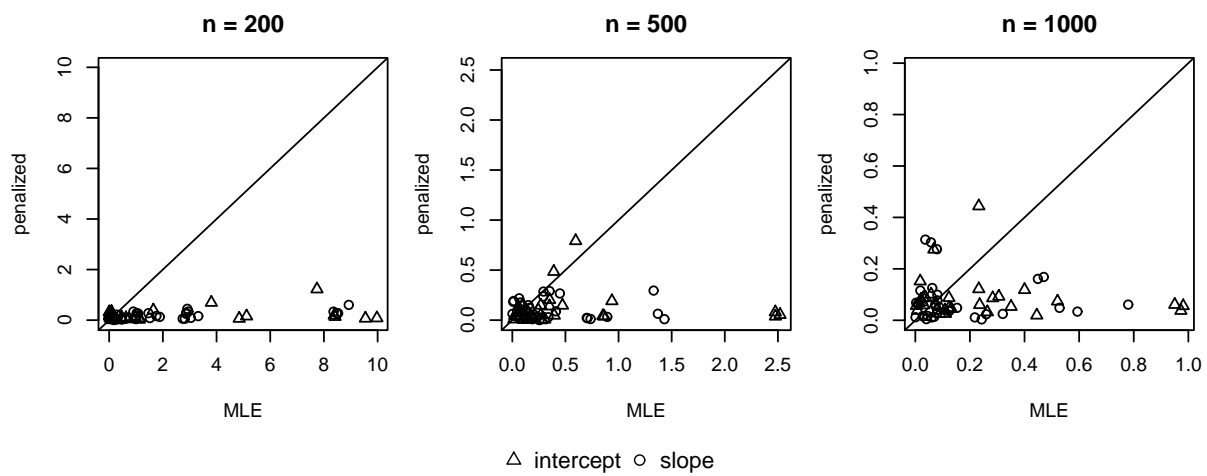 n = 200
n = 500
n = 1000
penalized
0 2 4 6 8 10
0 2 4 6 8 10
MLE
penalized
0.0 0.5 1.0 1.5 2.0 2.5
0.0 0.5 1.0 1.5 2.0 2.5
MLE
penalized
0.0 0.2 0.4 0.6 0.8 1.0
0.0 0.2 0.4 0.6 0.8 1.0
MLE
intercept slope